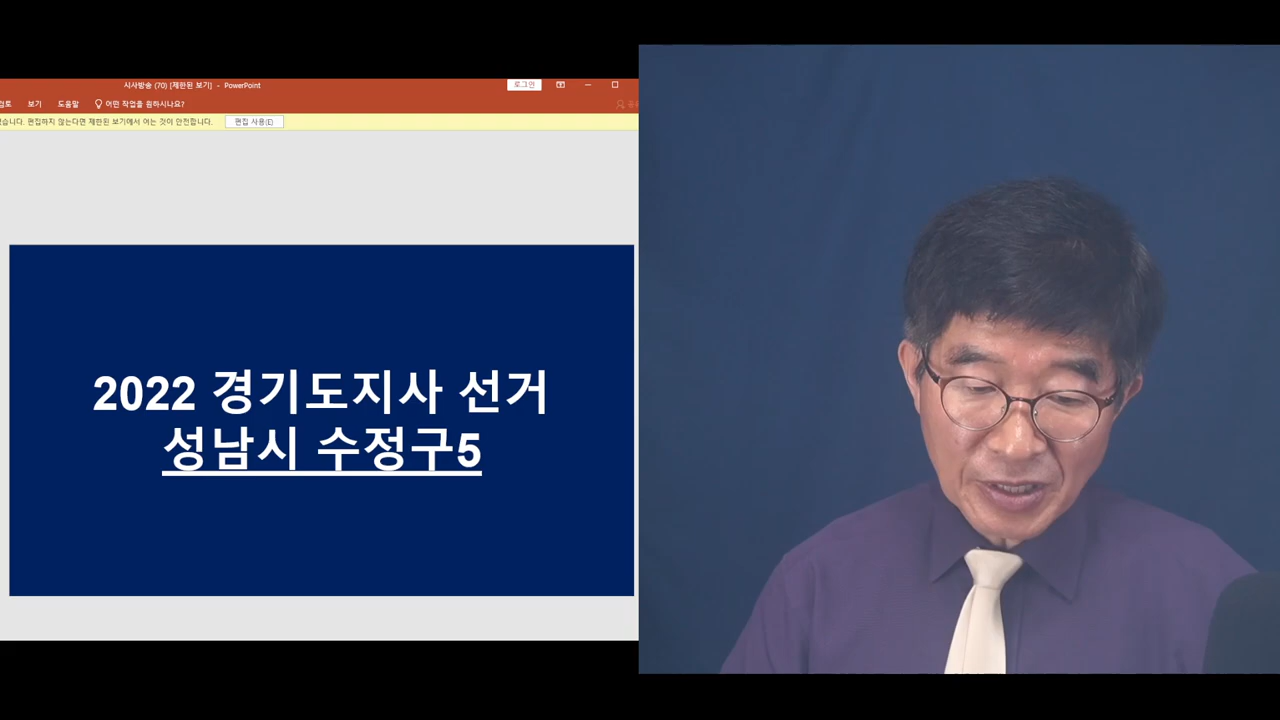 시사방송 (70) [제한된 보기] - PowerPoint
로그인
검토 보기 도움말 어떤 작업을 원하시나요?
습니다. 편집하지 않는다면 제한된 보기에서 여는 것이 안전합니다. 편집 사용(E)
2022 경기도지사 선거
성남시 수정구5